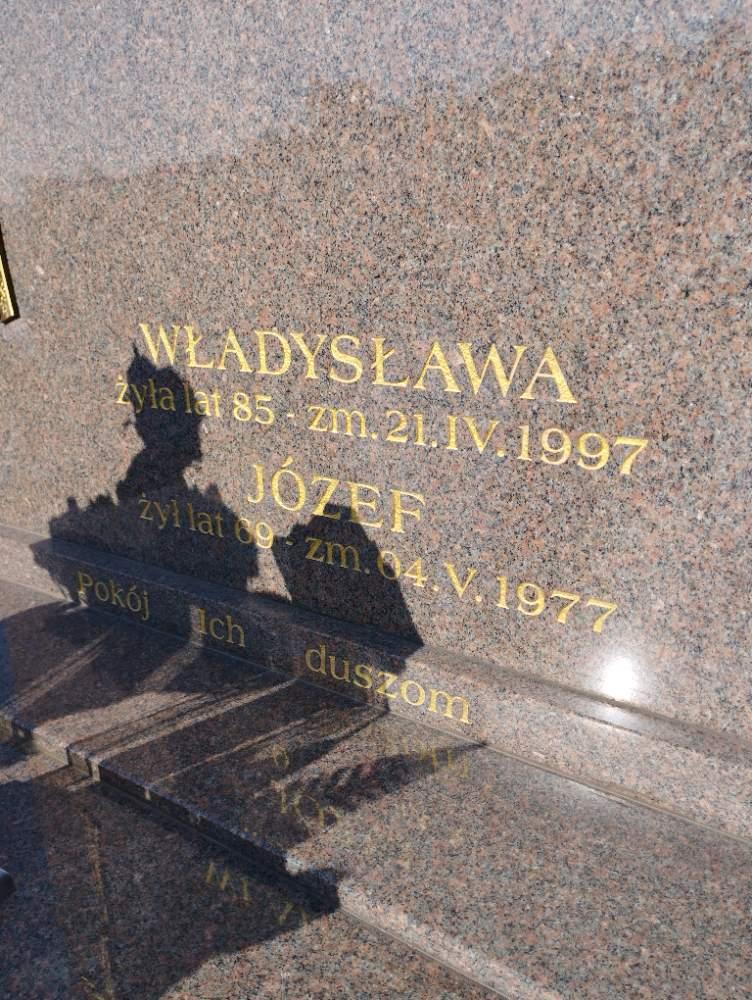 WŁADYSŁAWA
żyła lat 85 - zm. 21.IV.1997
JÓZEF
żył lat 69 - zm. 04.V.1977
Pokój Ich duszom